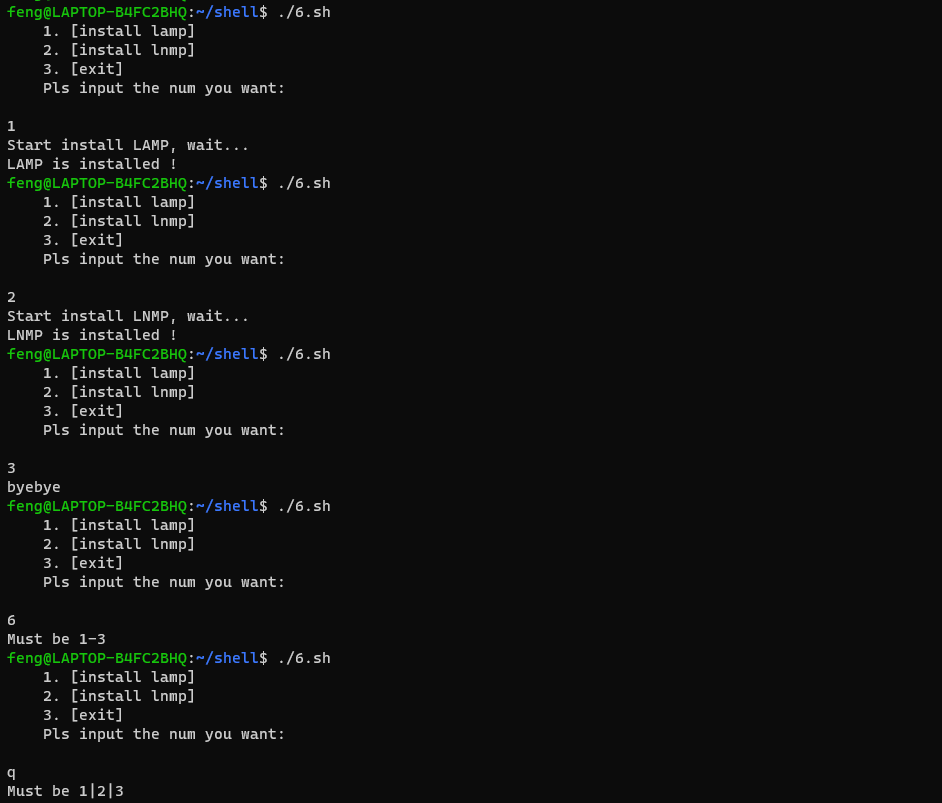 feng@LAPTOP-B4FC2BHQ:~/shell$ ./6.sh
    1. [install lamp]
    2. [install lnmp]
    3. [exit]
    Pls input the num you want:

1
Start install LAMP, wait...
LAMP is installed !
feng@LAPTOP-B4FC2BHQ:~/shell$ ./6.sh
    1. [install lamp]
    2. [install lnmp]
    3. [exit]
    Pls input the num you want:

2
Start install LNMP, wait...
LNMP is installed !
feng@LAPTOP-B4FC2BHQ:~/shell$ ./6.sh
    1. [install lamp]
    2. [install lnmp]
    3. [exit]
    Pls input the num you want:

3
byebye
feng@LAPTOP-B4FC2BHQ:~/shell$ ./6.sh
    1. [install lamp]
    2. [install lnmp]
    3. [exit]
    Pls input the num you want:

6
Must be 1-3
feng@LAPTOP-B4FC2BHQ:~/shell$ ./6.sh
    1. [install lamp]
    2. [install lnmp]
    3. [exit]
    Pls input the num you want:

q
Must be 1|2|3